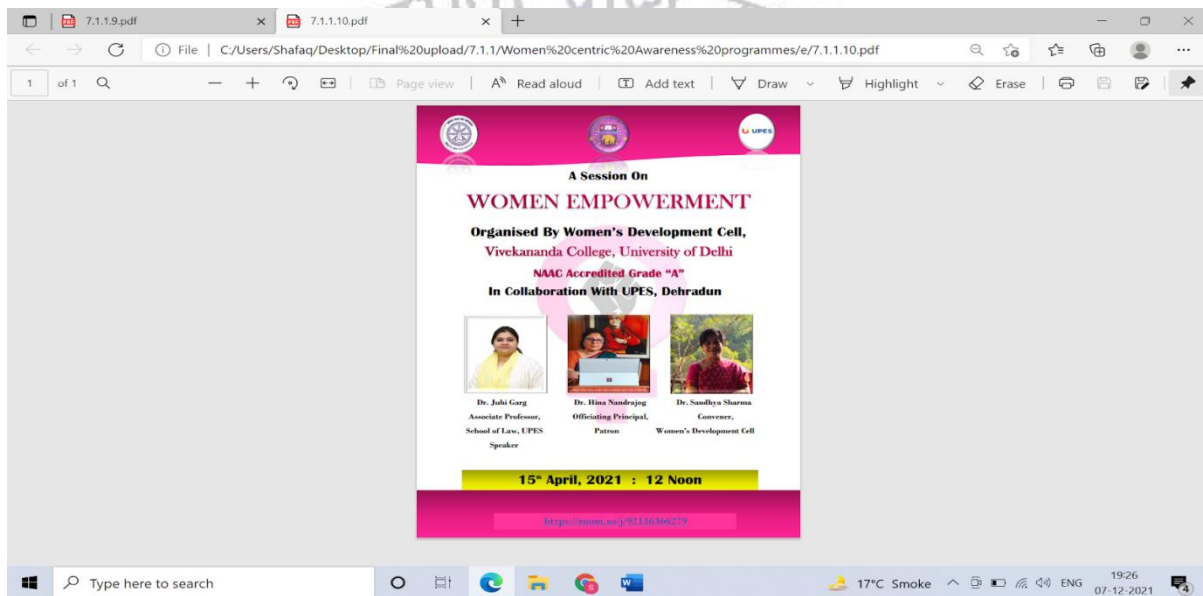 7.1.1.9.pdf
7.1.1.10.pdf
File | C:/Users/Shafaq/Desktop/Final%20upload/7.1.1/Women%20centric%20Awareness%20programmes/e/7.1.1.10.pdf
1 of 1 Page view Read aloud Add text Draw Highlight Erase
UPES
A Session On
WOMEN EMPOWERMENT
Organised By Women's Development Cell,
Vivekananda College, University of Delhi
NAAC Accredited Grade "A"
In Collaboration With UPES, Dehradun
Dr. Juhi Garg
Associate Professor,
School of Law, UPES
Speaker
Dr. Hina Nandrajog
Officiating Principal,
Patron
Dr. Sandhya Sharma
Convener,
Women's Development Cell
15th April, 2021 : 12 Noon
https://zoom.us/j/92136366279
Type here to search
17°C Smoke
ENG
19:26
07-12-2021
4